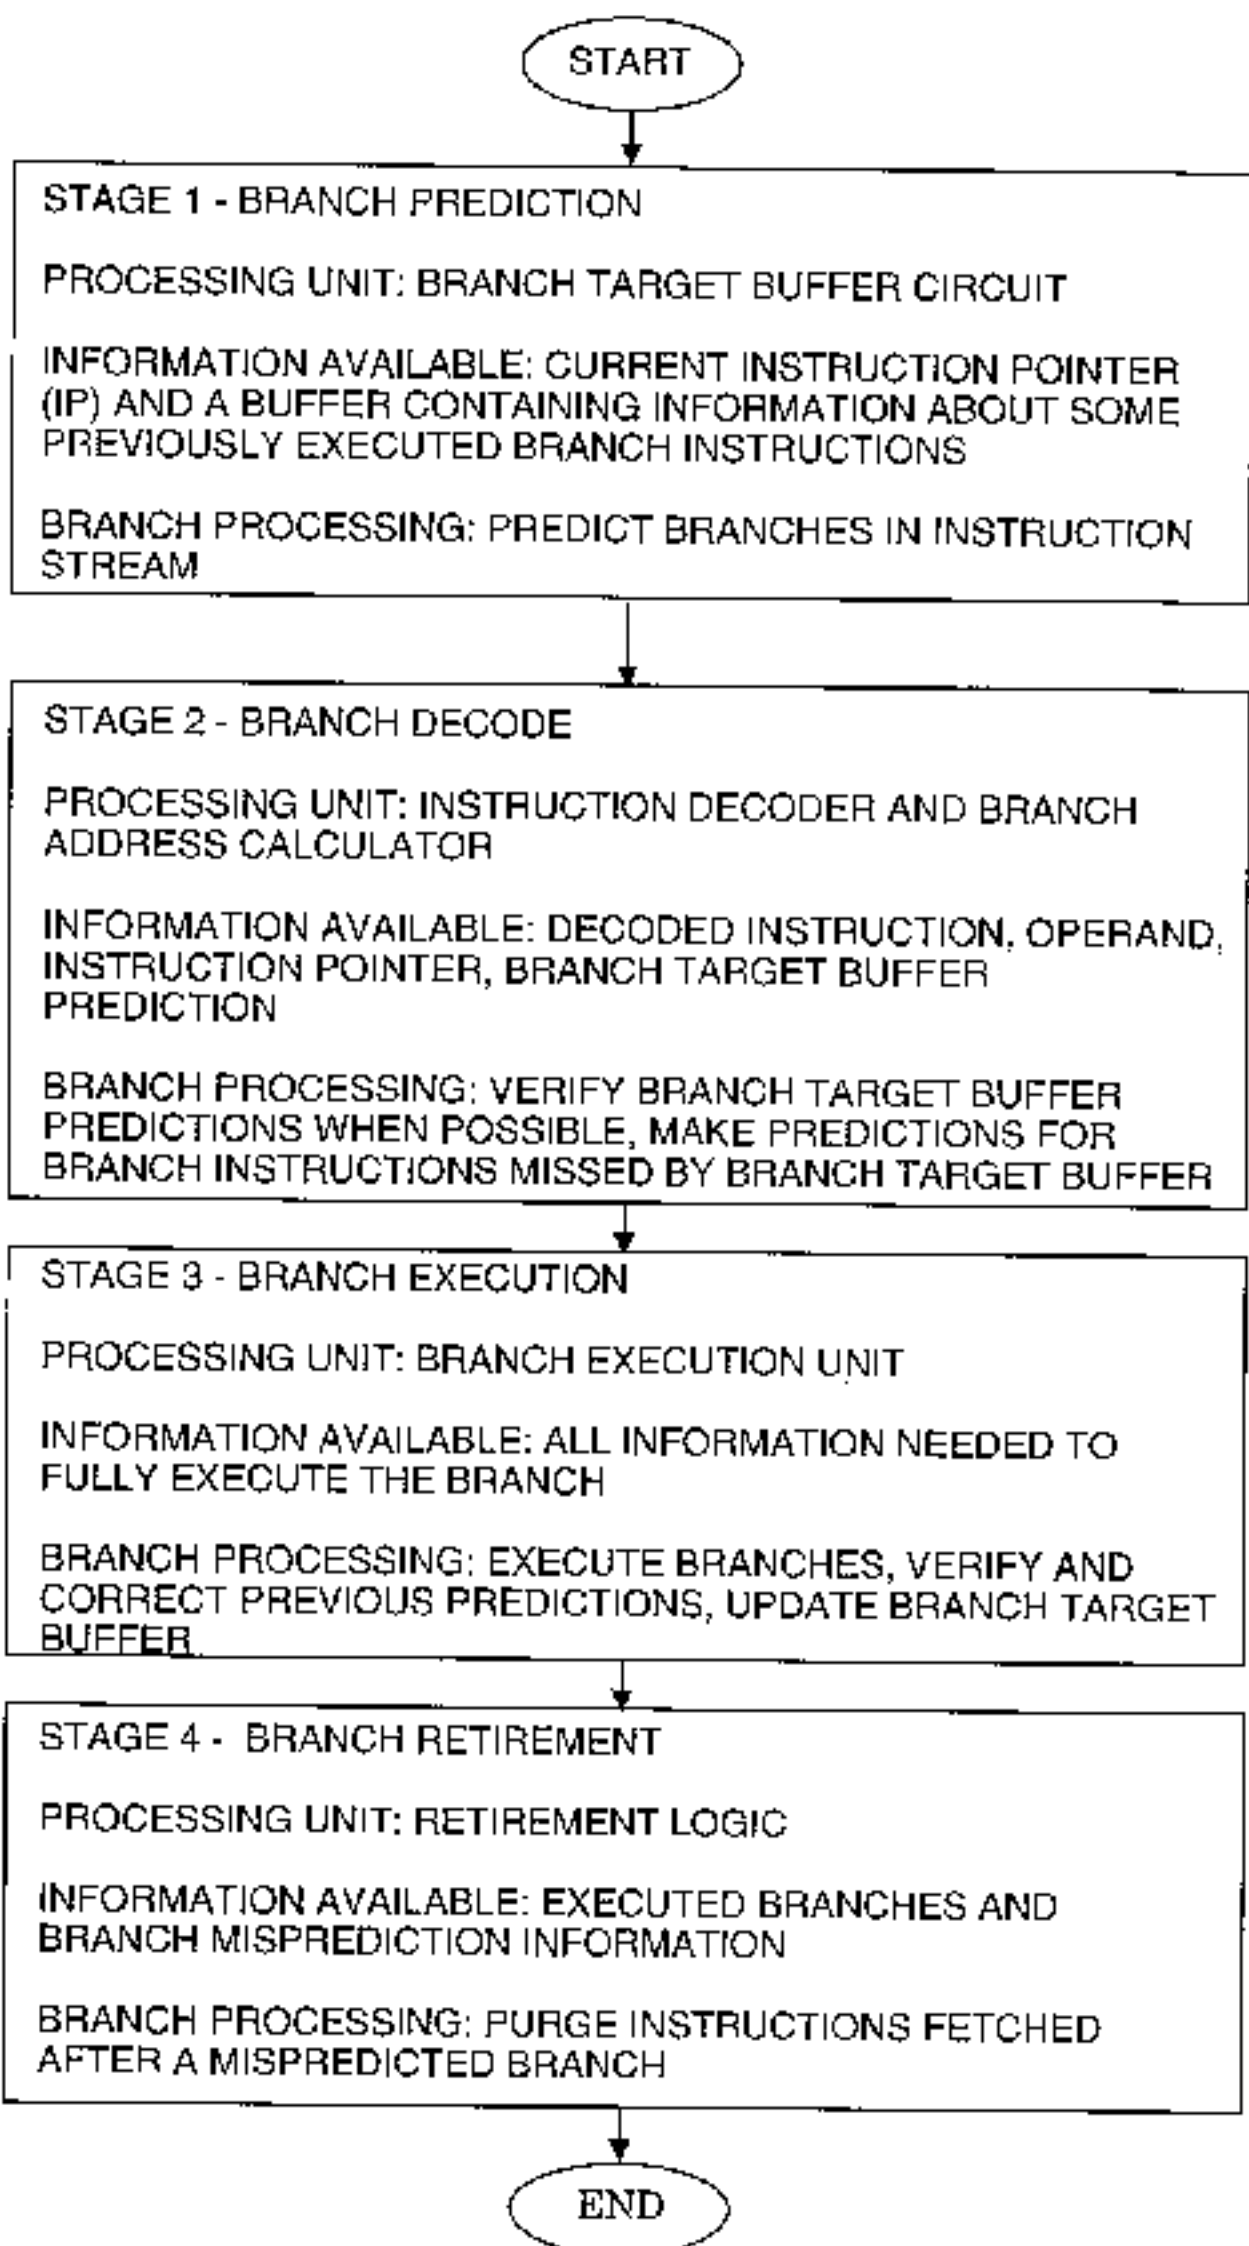 START
STAGE 1 - BRANCH PREDICTION
PROCESSING UNIT: BRANCH TARGET BUFFER CIRCUIT
INFORMATION AVAILABLE: CURRENT INSTRUCTION POINTER
(IP) AND A BUFFER CONTAINING INFORMATION ABOUT SOME
PREVIOUSLY EXECUTED BRANCH INSTRUCTIONS
BRANCH PROCESSING: PREDICT BRANCHES IN INSTRUCTION
STREAM
STAGE 2 - BRANCH DECODE
PROCESSING UNIT: INSTRUCTION DECODER AND BRANCH
ADDRESS CALCULATOR
INFORMATION AVAILABLE: DECODED INSTRUCTION, OPERAND,
INSTRUCTION POINTER, BRANCH TARGET BUFFER
PREDICTION
BRANCH PROCESSING: VERIFY BRANCH TARGET BUFFER
PREDICTIONS WHEN POSSIBLE, MAKE PREDICTIONS FOR
BRANCH INSTRUCTIONS MISSED BY BRANCH TARGET BUFFER
STAGE 3 - BRANCH EXECUTION
PROCESSING UNIT: BRANCH EXECUTION UNIT
INFORMATION AVAILABLE: ALL INFORMATION NEEDED TO
FULLY EXECUTE THE BRANCH
BRANCH PROCESSING: EXECUTE BRANCHES, VERIFY AND
CORRECT PREVIOUS PREDICTIONS, UPDATE BRANCH TARGET
BUFFER
STAGE 4 - BRANCH RETIREMENT
PROCESSING UNIT: RETIREMENT LOGIC
INFORMATION AVAILABLE: EXECUTED BRANCHES AND
BRANCH MISPREDICTION INFORMATION
BRANCH PROCESSING: PURGE INSTRUCTIONS FETCHED
AFTER A MISPREDICTED BRANCH
END